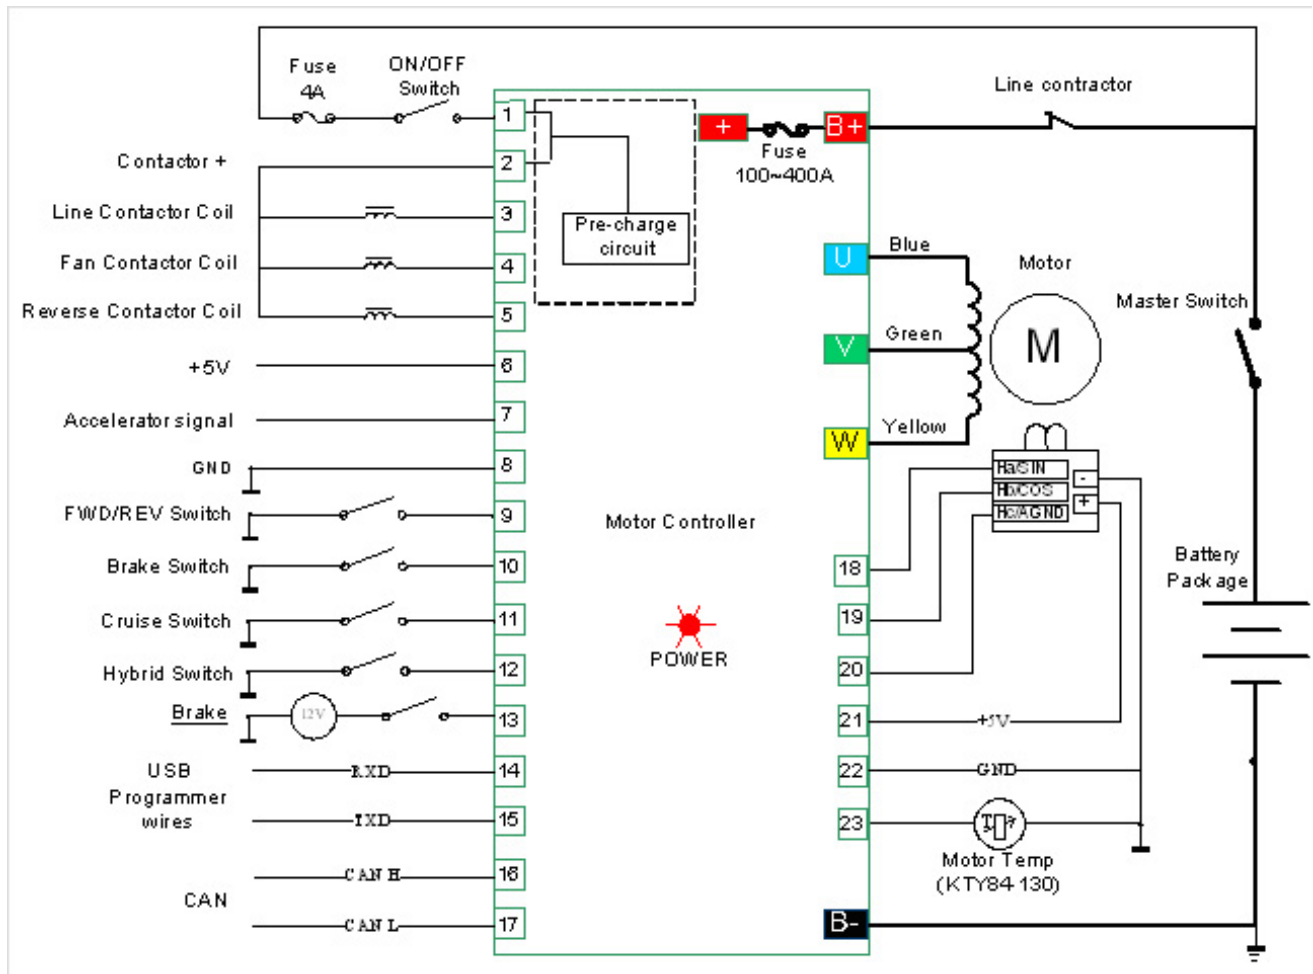 Fuse
4A
ON/OFF
Switch
Line contractor
1
+
B+
Fuse
100~400A
Contactor +
2
Line Contactor Coil
3
Pre-charge
circuit
Fan Contactor Coil
4
U
Blue
Motor
Reverse Contactor Coil
5
Master Switch
M
V
Green
+5V
6
Accelerator signal
7
W
Yellow
GND
8
Ha/SIN
-
Hb/COS
+
Hc/AGND
FWD/REV Switch
9
Motor Controller
Brake Switch
10
18
Battery
Package
Cruise Switch
11
19
POWER
Hybrid Switch
12
20
Brake
12V
13
21
+5V
USB
Programmer
wires
RXD
14
22
GND
TXD
15
23
T
Motor Temp
(KTY84-130)
CAN
CAN H
16
CAN L
17
B-